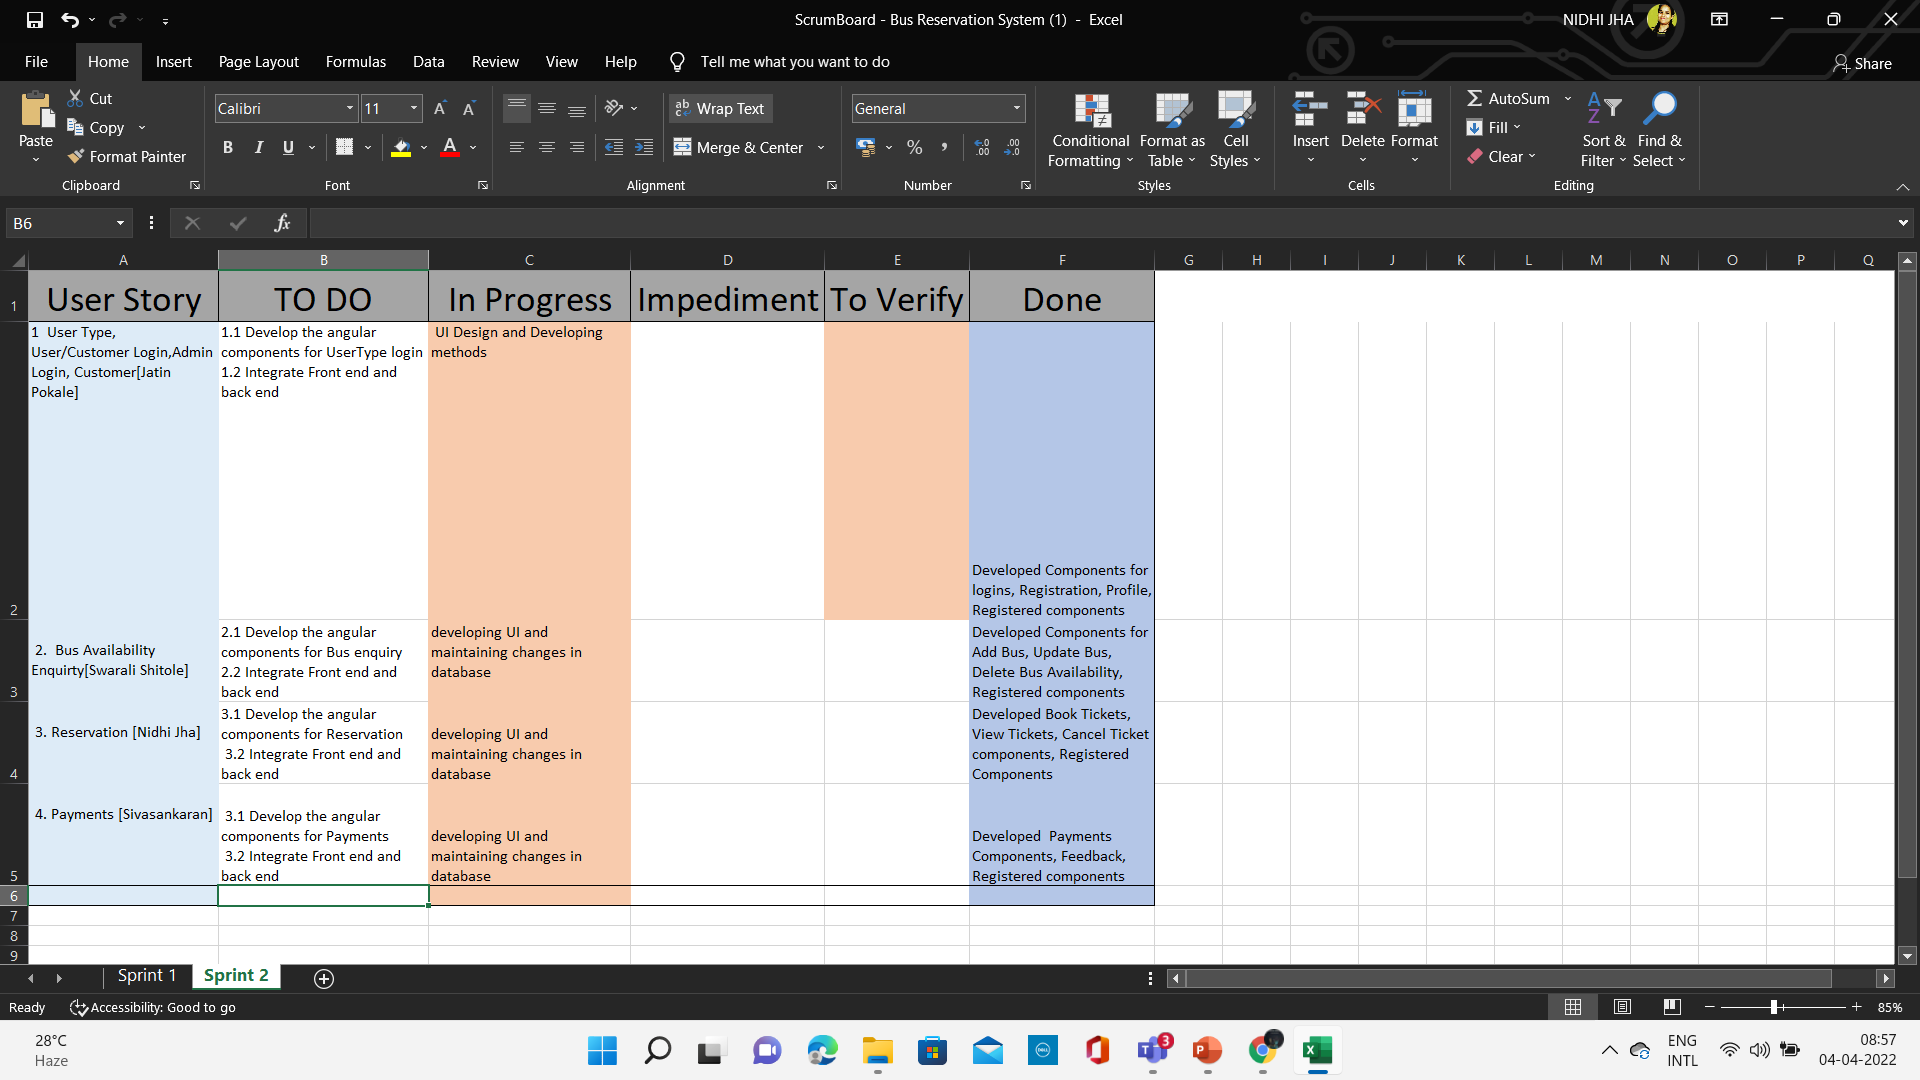 ScrumBoard - Bus Reservation System (1) - Excel
NIDHI JHA
File
Home
Insert
Page Layout
Formulas
Data
Review
View
Help
Tell me what you want to do
Share
Paste
Cut
Copy
Format Painter
Clipboard
Calibri
11
B I U
Font
Wrap Text
Merge & Center
Alignment
General
Number
Conditional
Formatting
Format as
Table
Cell
Styles
Styles
Insert
Delete
Format
Cells
AutoSum
Fill
Clear
Sort &
Filter
Find &
Select
Editing
B6
fx
A B C D E F G H I J K L M N O P Q
1
User Story
TO DO
In Progress
Impediment
To Verify
Done
1  User Type,
User/Customer Login,Admin
Login, Customer[Jatin
Pokale]
1.1 Develop the angular
components for UserType login
1.2 Integrate Front end and
back end
UI Design and Developing
methods
Developed Components for
logins, Registration, Profile,
Registered components
2
2.  Bus Availability
Enquirty[Swarali Shitole]
2.1 Develop the angular
components for Bus enquiry
2.2 Integrate Front end and
back end
developing UI and
maintaining changes in
database
Developed Components for
Add Bus, Update Bus,
Delete Bus Availability,
Registered components
3
3. Reservation [Nidhi Jha]
3.1 Develop the angular
components for Reservation
3.2 Integrate Front end and
back end
developing UI and
maintaining changes in
database
Developed Book Tickets,
View Tickets, Cancel Ticket
components, Registered
Components
4
4. Payments [Sivasankaran]
3.1 Develop the angular
components for Payments
3.2 Integrate Front end and
back end
developing UI and
maintaining changes in
database
Developed  Payments
Components, Feedback,
Registered components
5
6
7
8
9
Sprint 1
Sprint 2
Ready
Accessibility: Good to go
85%
28°C
Haze
3
ENG
INTL
08:57
04-04-2022